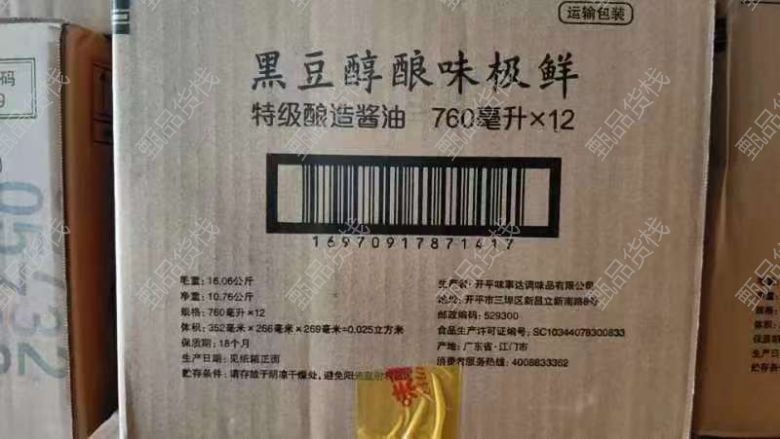 运输包装
黑豆醇酿味极鲜
特级酿造酱油 760毫升×12
16970917871417
毛重：16.06公斤
净重：10.76公斤
规格：760毫升×12
体积：352毫米×266毫米×269毫米=0.025立方米
保质期：18个月
生产日期：见纸箱正面
贮存条件：请存放于阴凉干燥处，避免阳光直射
生产者：开平味事达调味品有限公司
地址：开平市三埠区新昌立新南路8号
邮政编码：529300
食品生产许可证编号：SC10344078300833
产地：广东省·江门市
消费者服务热线：4008833362
码
9
甄品货栈